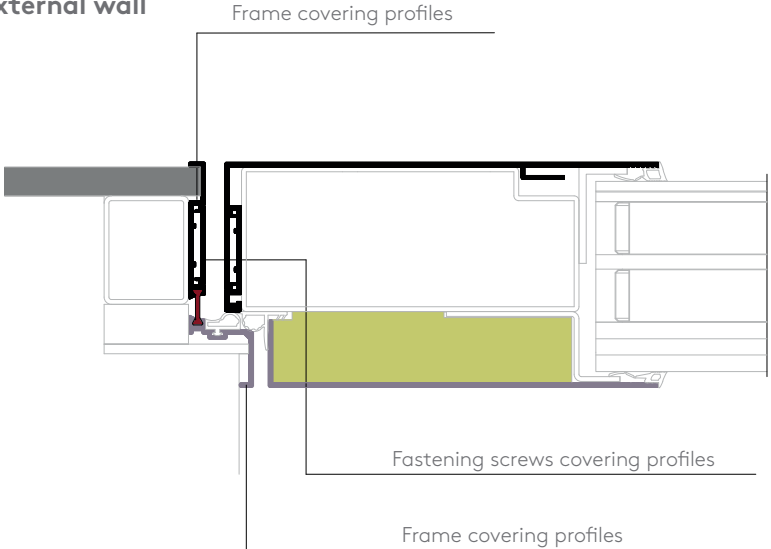 xternal wall
Frame covering profiles
Fastening screws covering profiles
Frame covering profiles